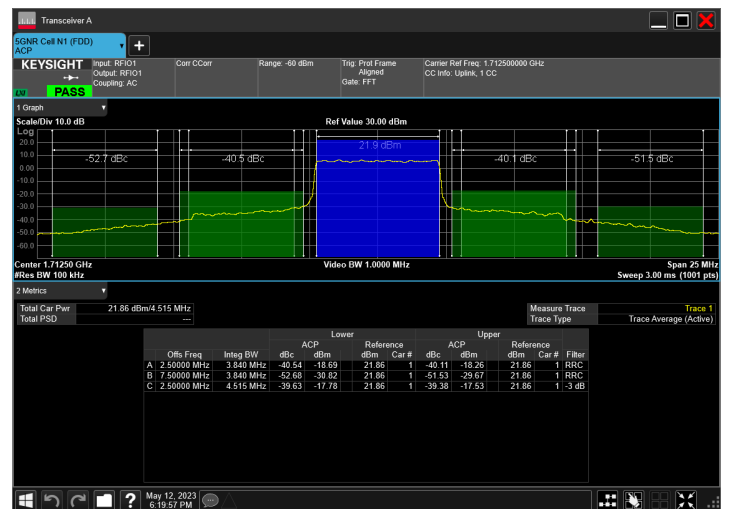 Transceiver A
5GNR Cell N1 (FDD)
ACP
+
KEYSIGHT
LXI
PASS
Input: RFIO1
Output: RFIO1
Coupling: AC
Corr CCorr
Range: -60 dBm
Trig: Prot Frame
Aligned
Gate: FFT
Carrier Ref Freq: 1.712500000 GHz
CC Info: Uplink, 1 CC
1 Graph
Scale/Div 10.0 dB
Ref Value 30.00 dBm
Log
20.0
10.0
0.00
-10.0
-20.0
-30.0
-40.0
-50.0
-60.0
-52.7 dBc
-40.5 dBc
21.9 dBm
-40.1 dBc
-51.5 dBc
Center 1.71250 GHz
Video BW 1.0000 MHz
Span 25 MHz
#Res BW 100 kHz
Sweep 3.00 ms (1001 pts)
2 Metrics
Total Car Pwr 21.86 dBm/4.515 MHz
Total PSD ---
Measure Trace Trace 1
Trace Type Trace Average (Active)
Lower Upper
ACP Reference ACP Reference
Offs Freq Integ BW dBc dBm dBm Car # dBc dBm dBm Car # Filter
A 2.50000 MHz 3.840 MHz -40.54 -18.69 21.86 1 -40.11 -18.26 21.86 1 RRC
B 7.50000 MHz 3.840 MHz -52.68 -30.82 21.86 1 -51.53 -29.67 21.86 1 RRC
C 2.50000 MHz 4.515 MHz -39.63 -17.78 21.86 1 -39.38 -17.53 21.86 1 -3 dB
?
May 12, 2023
6:19:57 PM